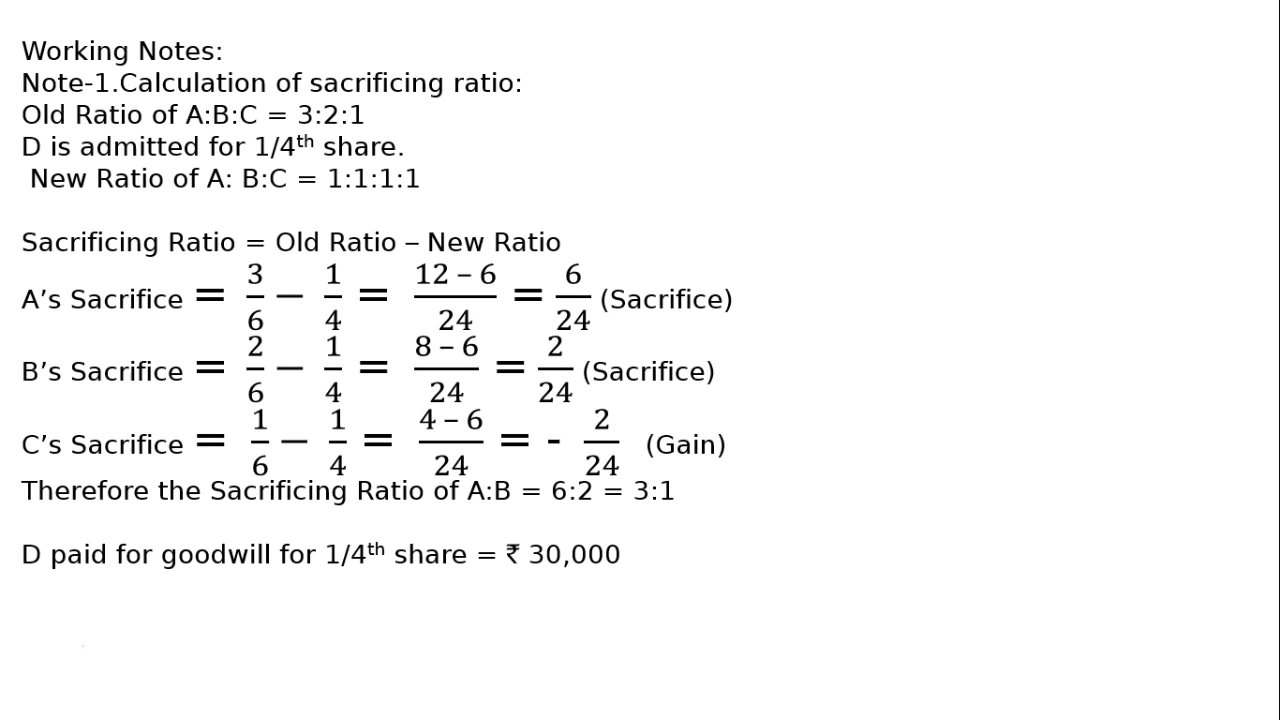 Working Notes:
Note-1.Calculation of sacrificing ratio:
Old Ratio of A:B:C = 3:2:1
D is admitted for 1/4th share.
New Ratio of A: B:C = 1:1:1:1
Sacrificing Ratio = Old Ratio – New Ratio
A’s Sacrifice = 3/6 − 1/4 = 12 – 6/24 = 6/24 (Sacrifice)
B’s Sacrifice = 2/6 − 1/4 = 8 – 6/24 = 2/24 (Sacrifice)
C’s Sacrifice = 1/6 − 1/4 = 4 – 6/24 = - 2/24 (Gain)
Therefore the Sacrificing Ratio of A:B = 6:2 = 3:1
D paid for goodwill for 1/4th share = ₹ 30,000